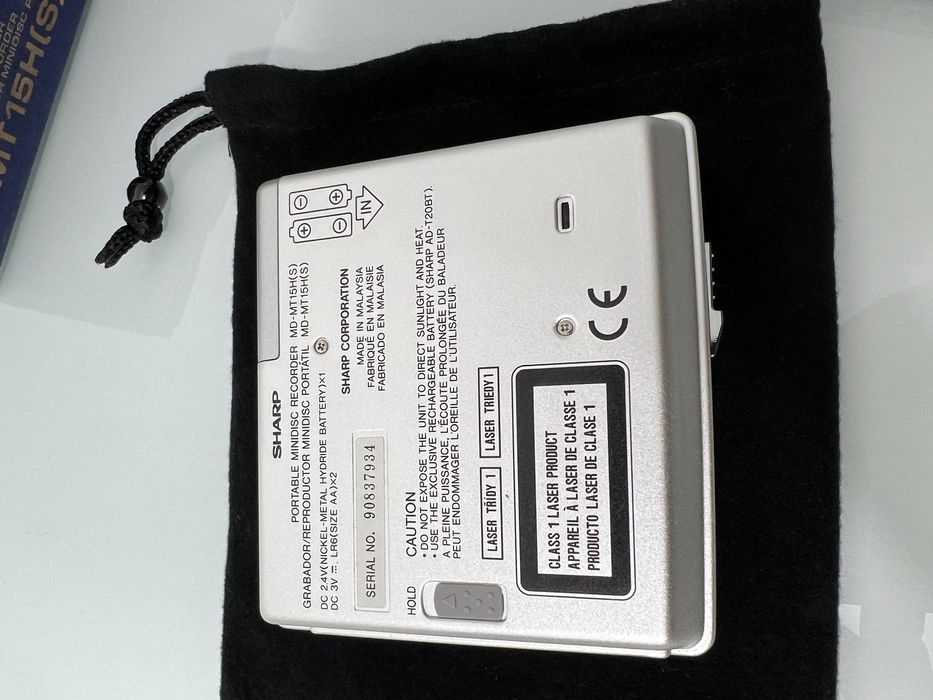 SHARP
PORTABLE MINIDISC RECORDER MD-MT15H(S)
GRABADOR/REPRODUCTOR MINIDISC PORTÁTIL MD-MT15H(S)
DC 2.4V(NICKEL-METAL HYDRIDE BATTERY)×1
DC 3V ⎓, LR6(SIZE AA)×2
SHARP CORPORATION
MADE IN MALAYSIA
FABRIQUÉ EN MALAISIE
FABRICADO EN MALASIA
SERIAL NO. 90837934
IN
HOLD
CAUTION
• DO NOT EXPOSE THE UNIT TO DIRECT SUNLIGHT AND HEAT.
• USE THE EXCLUSIVE RECHARGEABLE BATTERY (SHARP AD-T20BT).
A PLEINE PUISSANCE, L'ÉCOUTE PROLONGÉE DU BALADEUR
PEUT ENDOMMAGER L'OREILLE DE L'UTILISATEUR.
LASER TŘÍDY 1 LASER TRIEDY 1
CLASS 1 LASER PRODUCT
APPAREIL À LASER DE CLASSE 1
PRODUCTO LASER DE CLASE 1
CE
MINIDISC P
MT15H(S